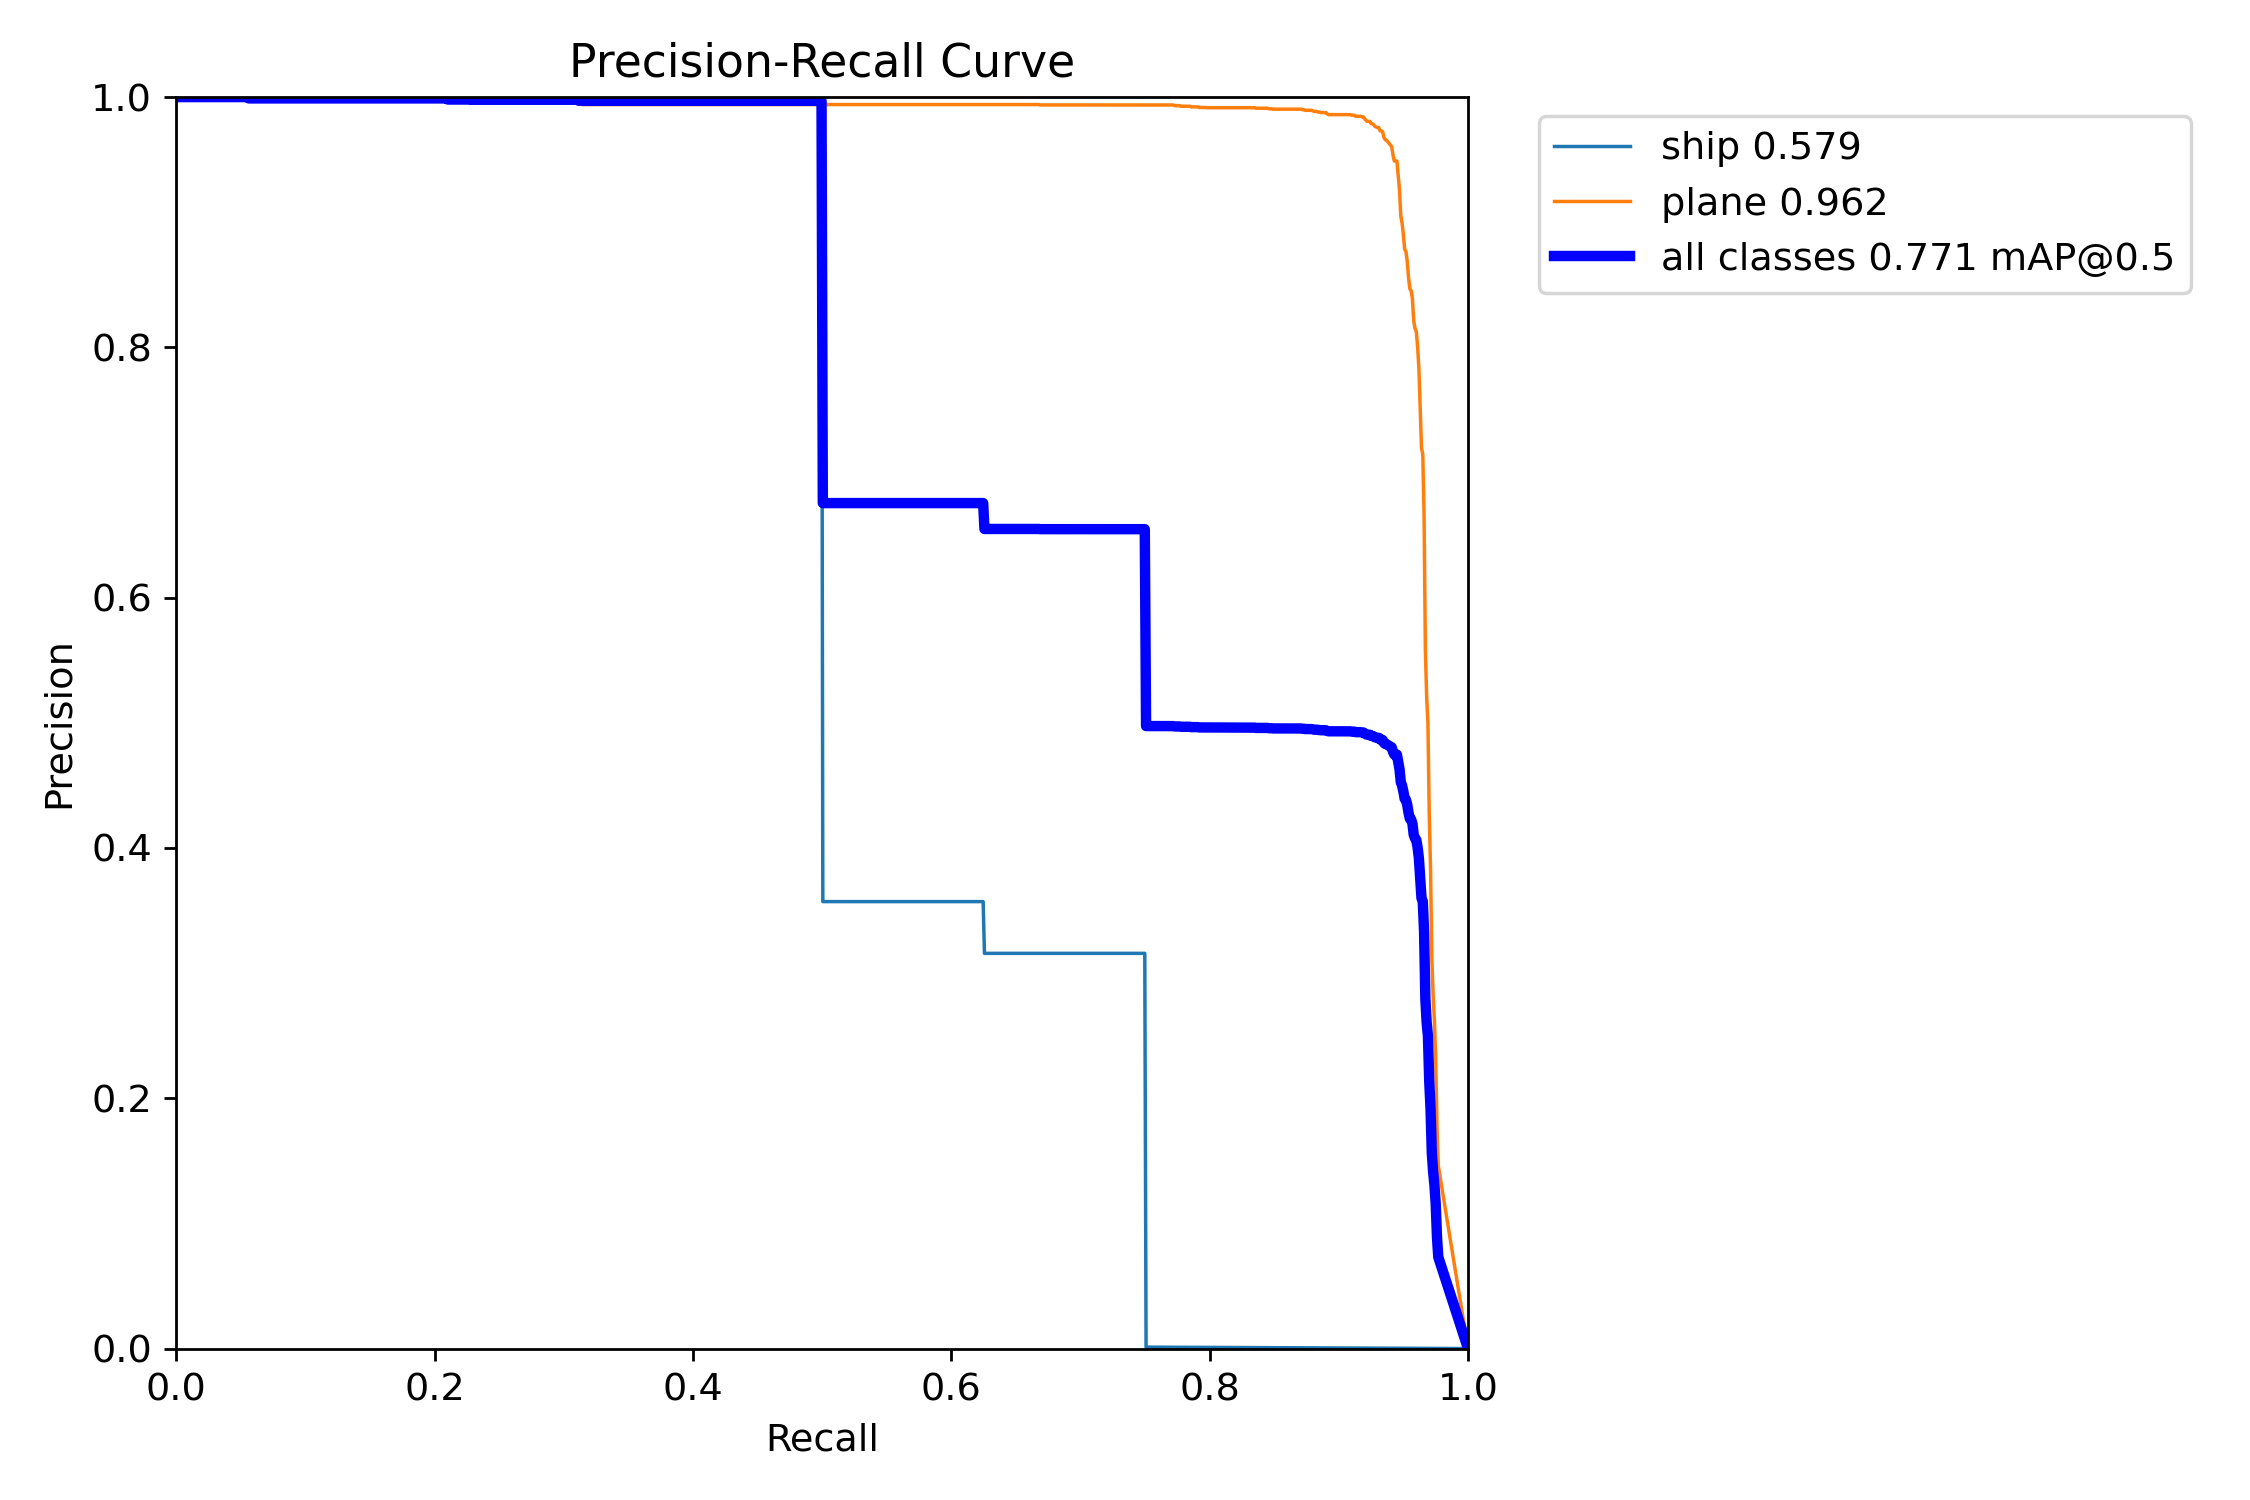 Precision-Recall Curve
1.0
0.8
0.6
0.4
0.2
0.0
Precision
0.0 0.2 0.4 0.6 0.8 1.0
Recall
ship 0.579
plane 0.962
all classes 0.771 mAP@0.5